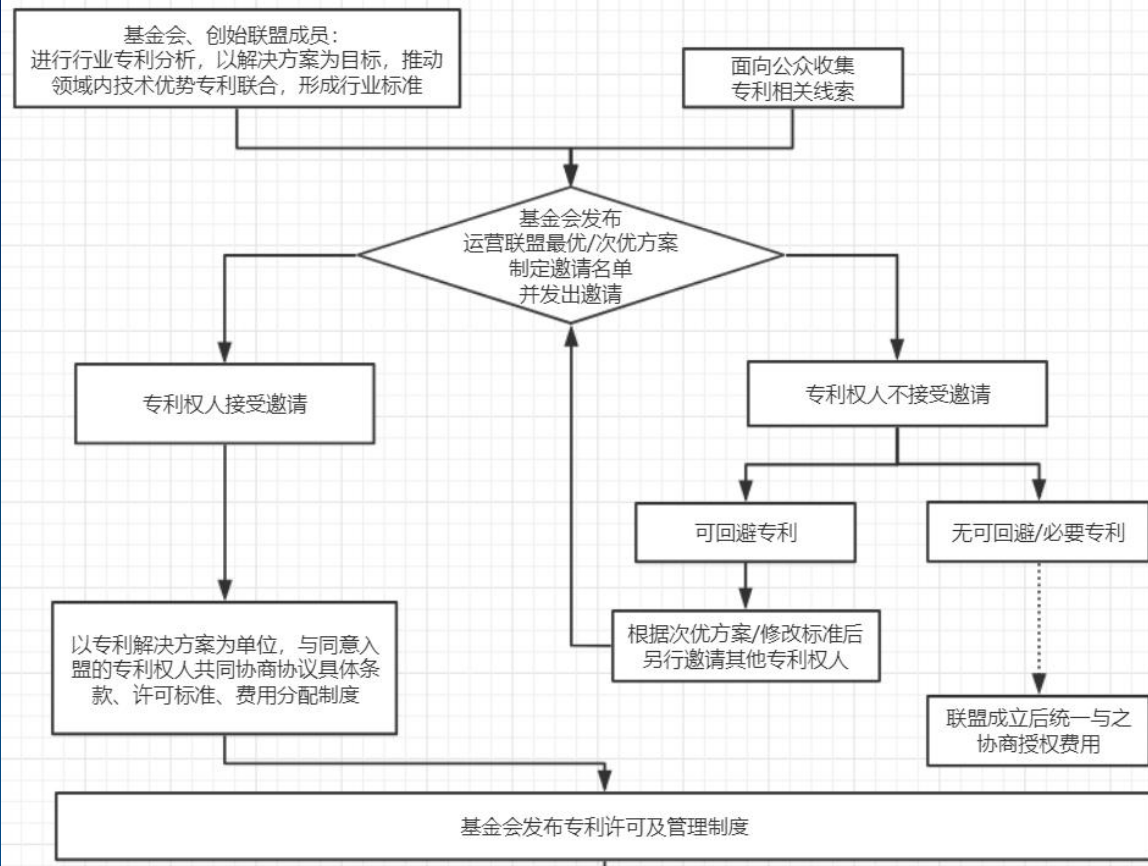 基金会、创始联盟成员：
进行行业专利分析，以解决方案为目标，推动
领域内技术优势专利联合，形成行业标准
面向公众收集
专利相关线索
基金会发布
运营联盟最优/次优方案
制定邀请名单
并发出邀请
专利权人接受邀请
专利权人不接受邀请
可回避专利
无可回避/必要专利
以专利解决方案为单位，与同意入
盟的专利权人共同协商协议具体条
款、许可标准、费用分配制度
根据次优方案/修改标准后
另行邀请其他专利权人
联盟成立后统一与之
协商授权费用
基金会发布专利许可及管理制度